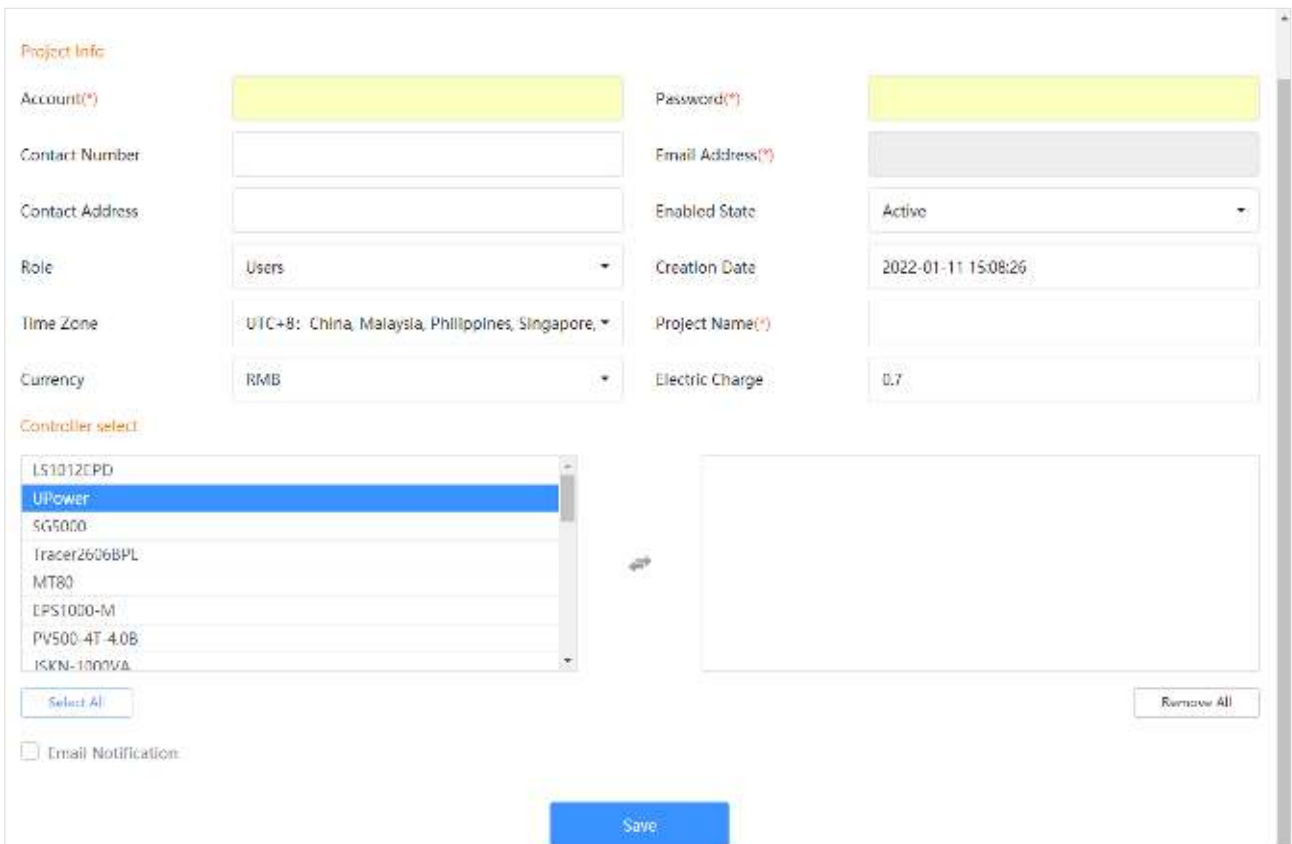 Project Info
Account(*) Password(*)
Contact Number Email Address(*)
Contact Address Enabled State Active
Role Users Creation Date 2022-01-11 15:08:26
Time Zone UTC+8: China, Malaysia, Philippines, Singapore, Project Name(*)
Currency RMB Electric Charge 0.7
Controller select
LS1012EPD
UPower
SG5000
Tracer2606BPL
MT80
EPS1000-M
PV500-4T-4.0B
JSKN-1000VA
Select All Remove All
Email Notification
Save